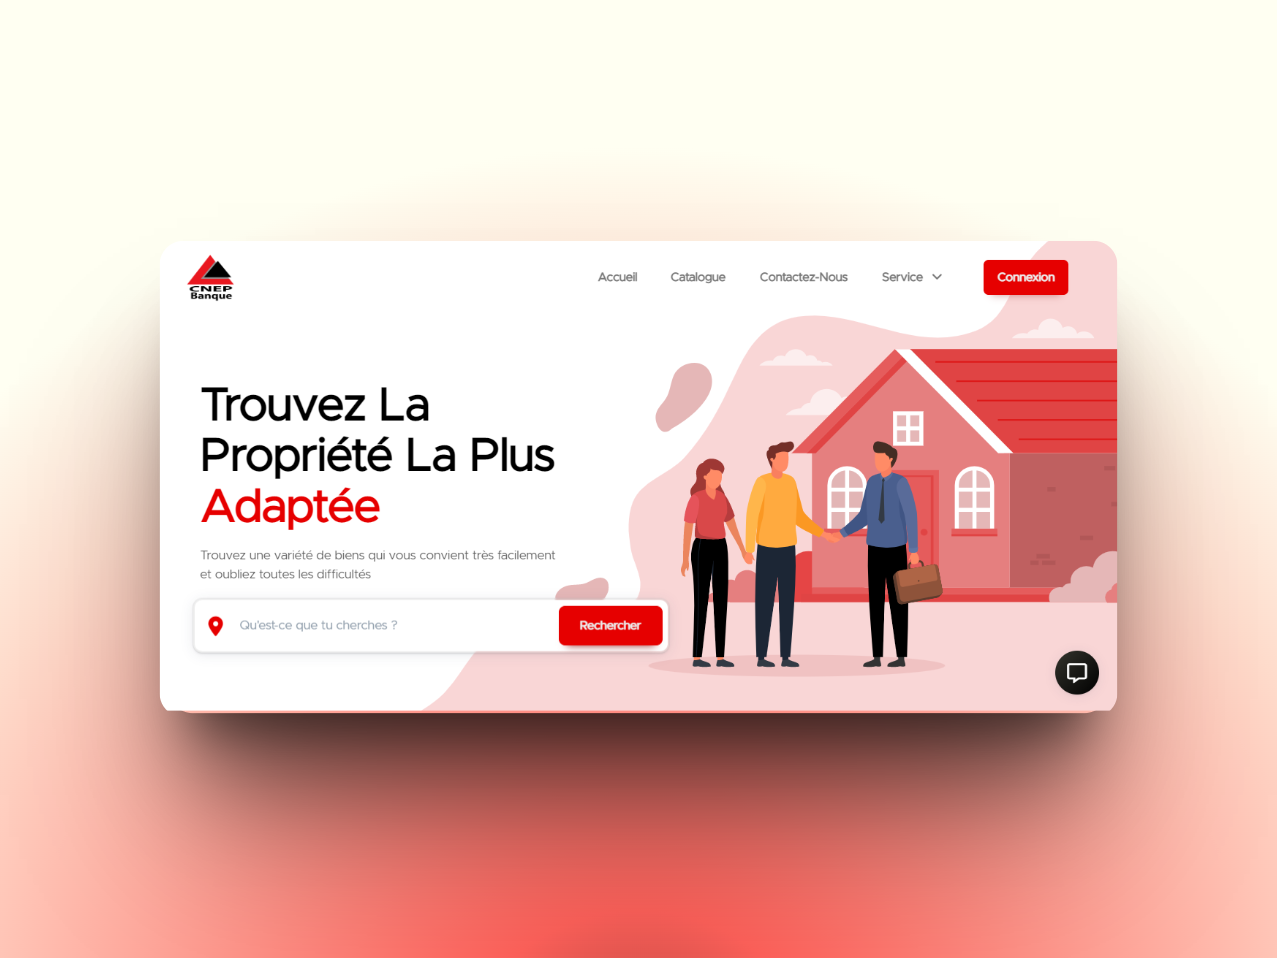 CNEP
Banque
Accueil
Catalogue
Contactez-Nous
Service
Connexion
Trouvez La
Propriété La Plus
Adaptée
Trouvez une variété de biens qui vous convient très facilement
et oubliez toutes les difficultés
Qu'est-ce que tu cherches ?
Rechercher